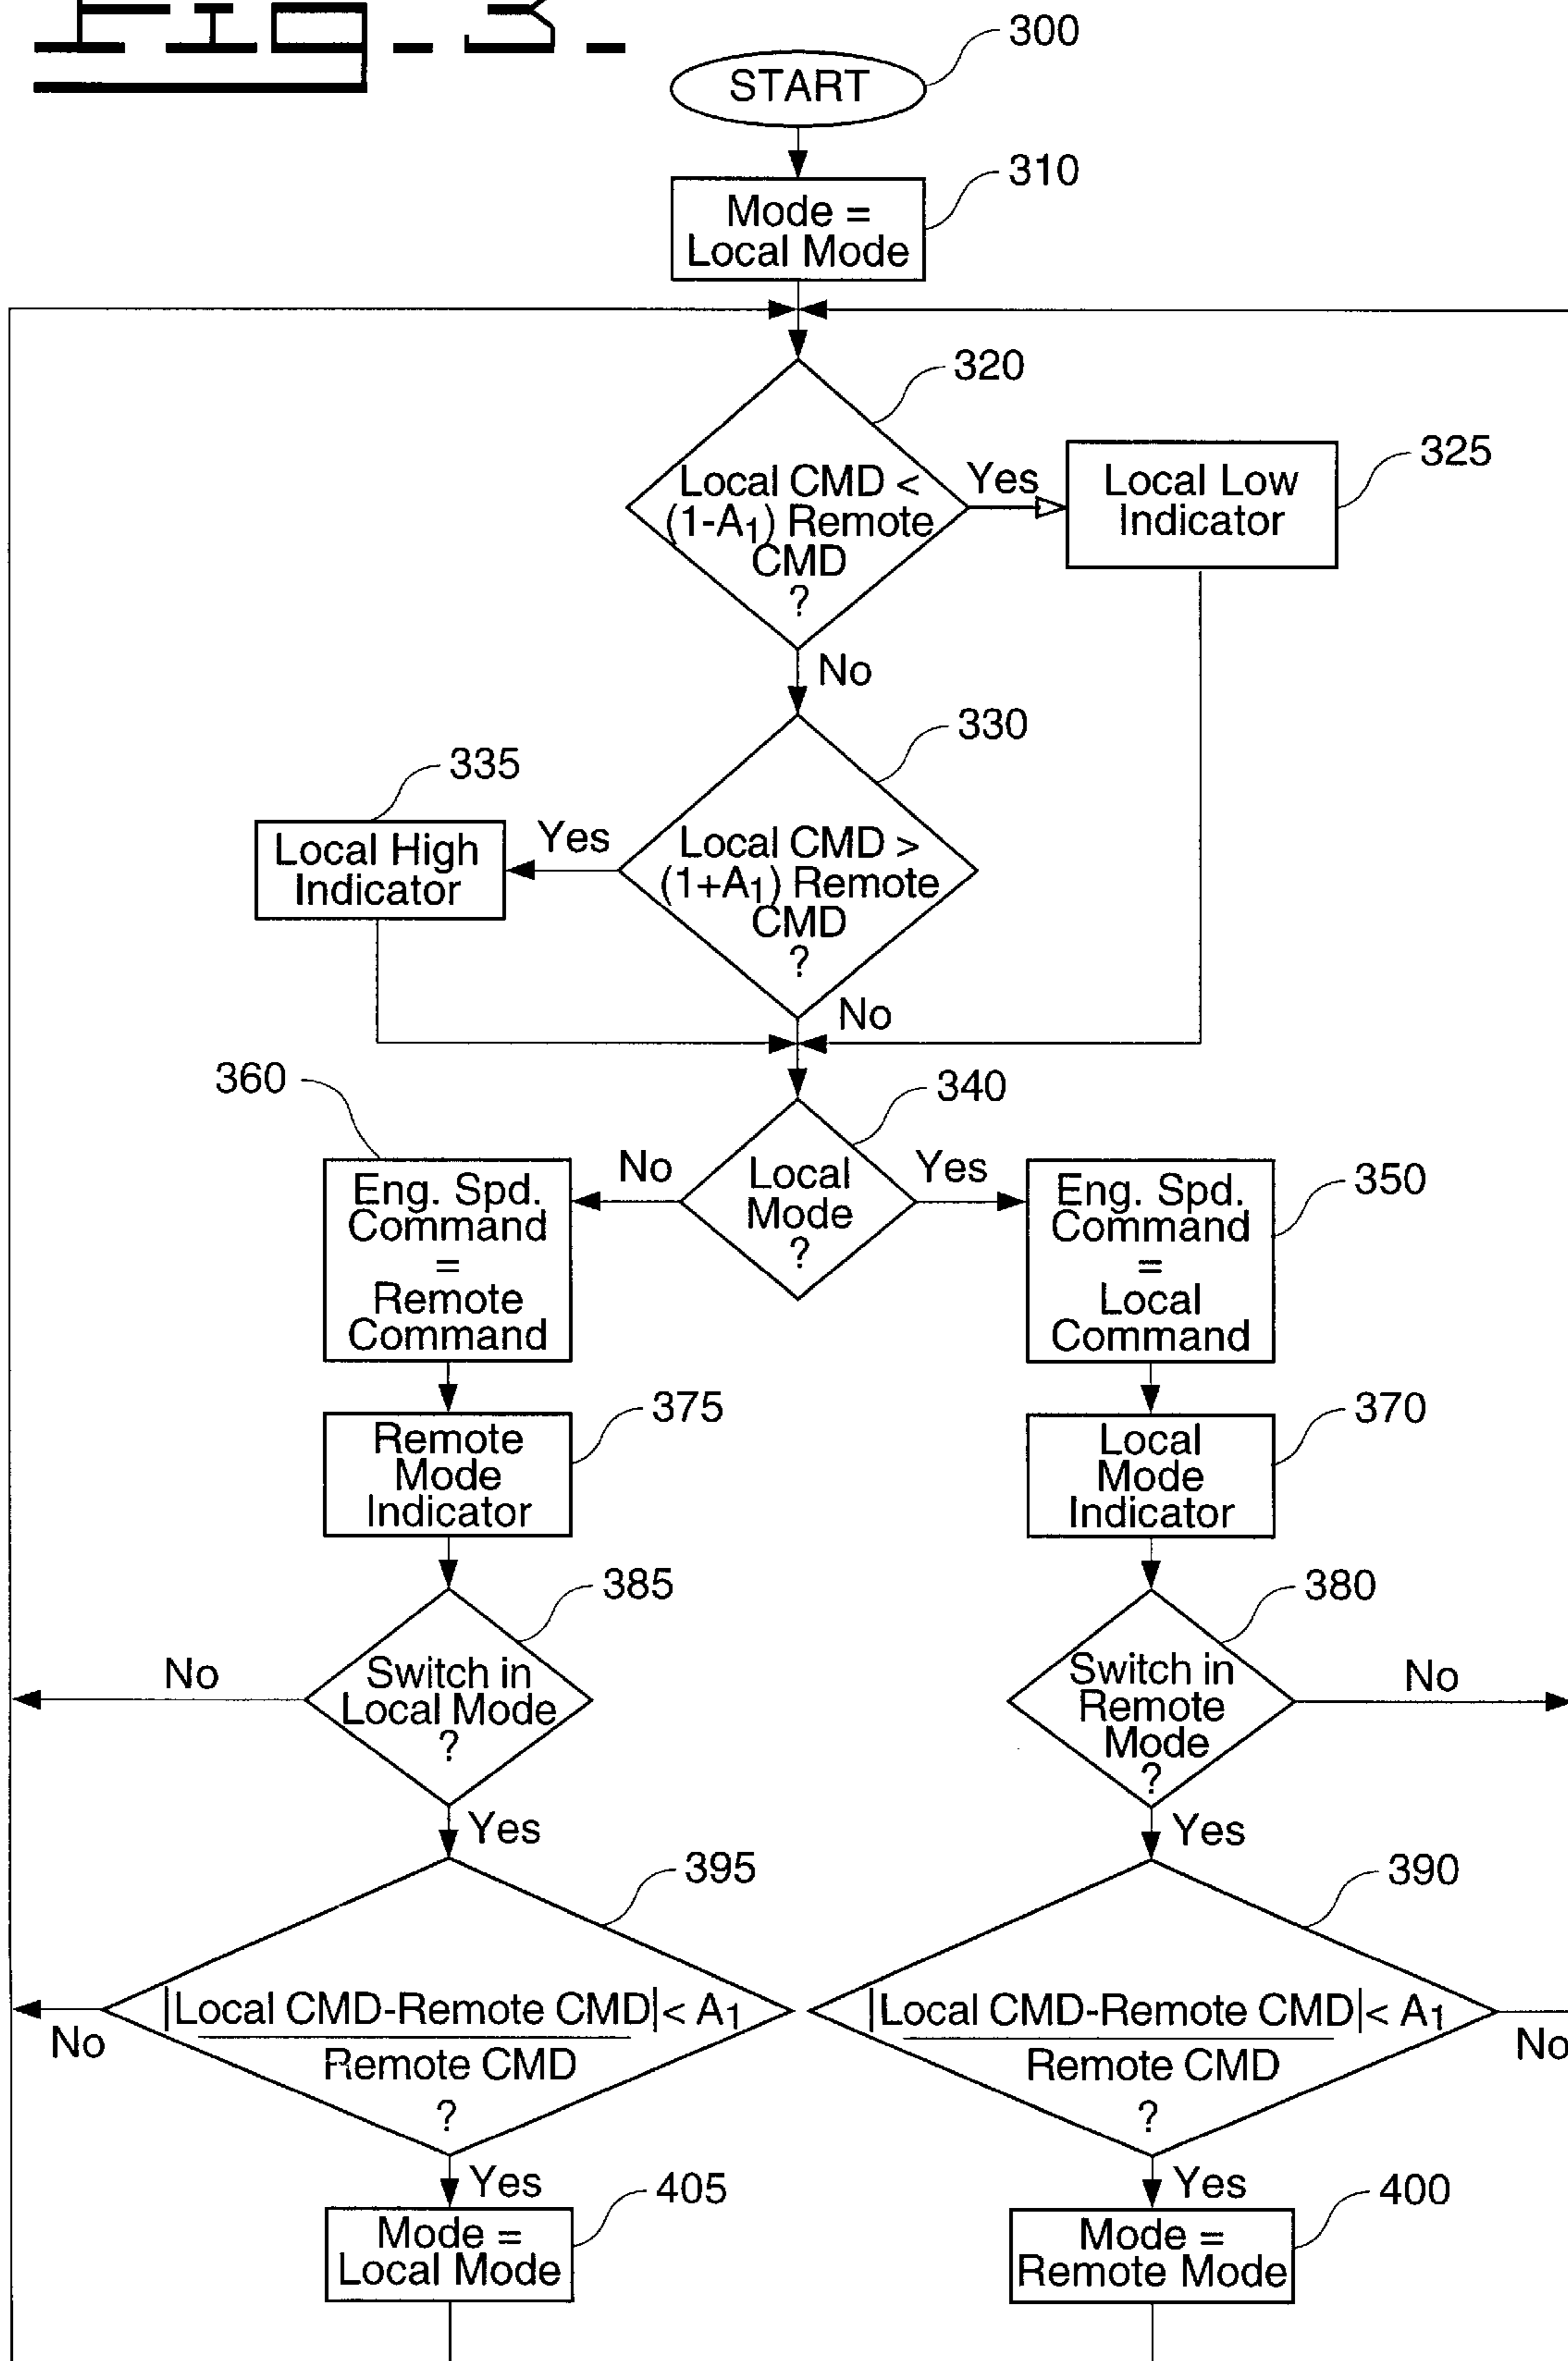 FIG. 3.
300
START
310
Mode =
Local Mode
320
Local CMD <
(1-A1) Remote
CMD
?
Yes
325
Local Low
Indicator
No
330
335
Local High
Indicator
Yes
Local CMD >
(1+A1) Remote
CMD
?
No
360
340
Eng. Spd.
Command
=
Remote
Command
No
Local
Mode
?
Yes
350
Eng. Spd.
Command
=
Local
Command
375
Remote
Mode
Indicator
370
Local
Mode
Indicator
385
No
Switch in
Local Mode
?
380
Switch in
Remote
Mode
?
No
Yes
Yes
395
|Local CMD-Remote CMD|< A1
Remote CMD
?
No
390
|Local CMD-Remote CMD|< A1
Remote CMD
?
No
Yes
405
Mode =
Local Mode
Yes
400
Mode =
Remote Mode